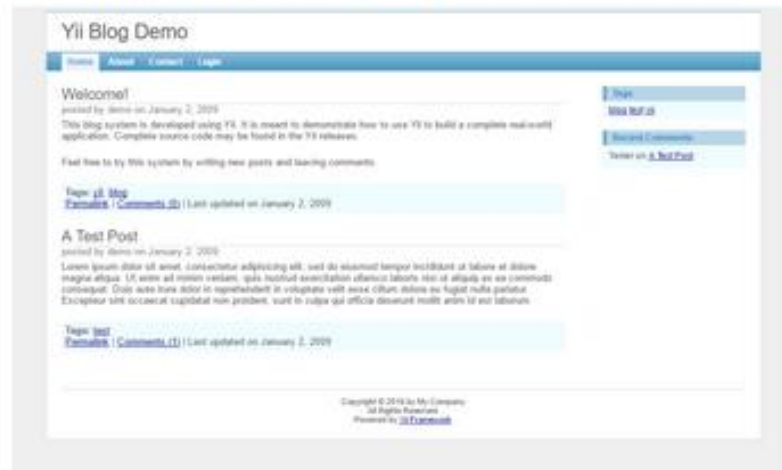 Yii Blog Demo
Home About Contact Login
Welcome!
posted by demo on January 2, 2009
This blog system is developed using Yii. It is meant to demonstrate how to use Yii to build a complete real-world
application. Complete source code may be found in the Yii releases.
Feel free to try this system by writing new posts and leaving comments.
Tags: yii, blog
Permalink | Comments (0) | Last updated on January 2, 2009
A Test Post
posted by demo on January 2, 2009
Lorem ipsum dolor sit amet, consectetur adipisicing elit, sed do eiusmod tempor incididunt ut labore et dolore
magna aliqua. Ut enim ad minim veniam, quis nostrud exercitation ullamco laboris nisi ut aliquip ex ea commodo
consequat. Duis aute irure dolor in reprehenderit in voluptate velit esse cillum dolore eu fugiat nulla pariatur.
Excepteur sint occaecat cupidatat non proident, sunt in culpa qui officia deserunt mollit anim id est laborum.
Tags: test
Permalink | Comments (1) | Last updated on January 2, 2009
Tags
blog test yii
Recent Comments
Tester on A Test Post
Copyright © by My Company.
All Rights Reserved.
Powered by Yii Framework.